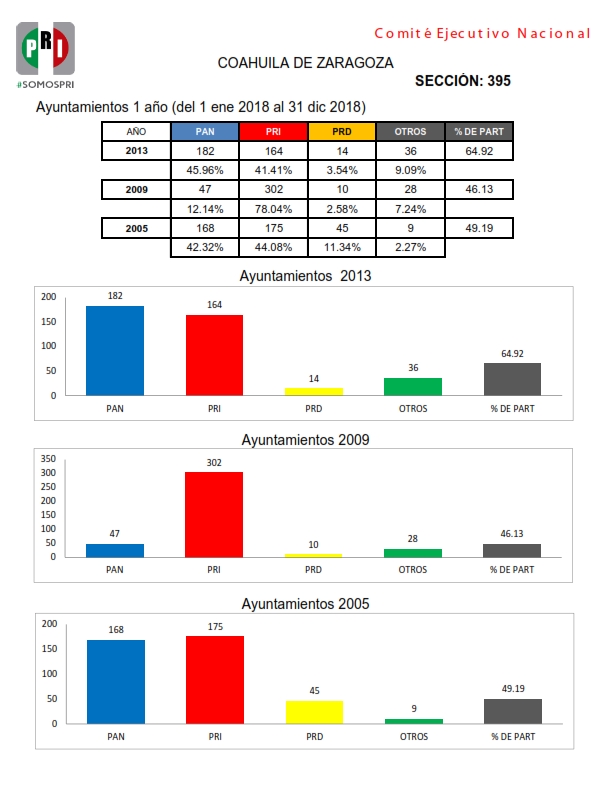 Comité Ejecutivo Nacional
PRI
#SOMOSPRI
COAHUILA DE ZARAGOZA
SECCIÓN: 395
Ayuntamientos 1 año (del 1 ene 2018 al 31 dic 2018)
AÑO PAN PRI PRD OTROS % DE PART
2013 182 164 14 36 64.92
45.96% 41.41% 3.54% 9.09%
2009 47 302 10 28 46.13
12.14% 78.04% 2.58% 7.24%
2005 168 175 45 9 49.19
42.32% 44.08% 11.34% 2.27%
Ayuntamientos 2013
200
150
100
50
0
182
164
14
36
64.92
PAN PRI PRD OTROS % DE PART
Ayuntamientos 2009
350
300
250
200
150
100
50
0
47
302
10
28
46.13
PAN PRI PRD OTROS % DE PART
Ayuntamientos 2005
200
150
100
50
0
168
175
45
9
49.19
PAN PRI PRD OTROS % DE PART